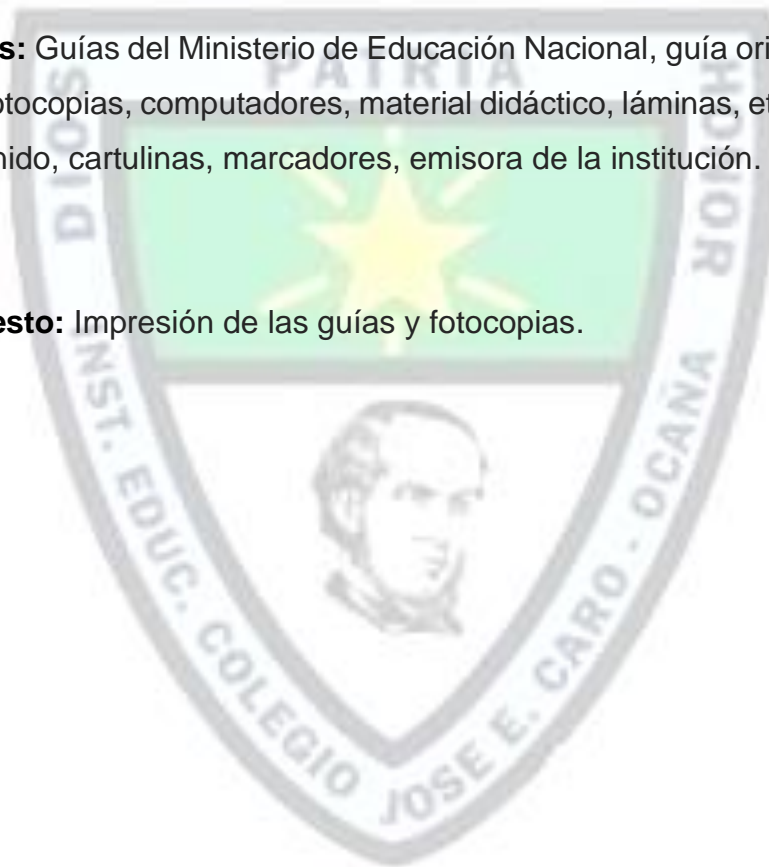 s: Guías del Ministerio de Educación Nacional, guía ori
otocopias, computadores, material didáctico, láminas, et
nido, cartulinas, marcadores, emisora de la institución.
esto: Impresión de las guías y fotocopias.
DIOS
PATRIA
HONOR
INST. EDUC. COLEGIO JOSE E. CARO - OCAÑA